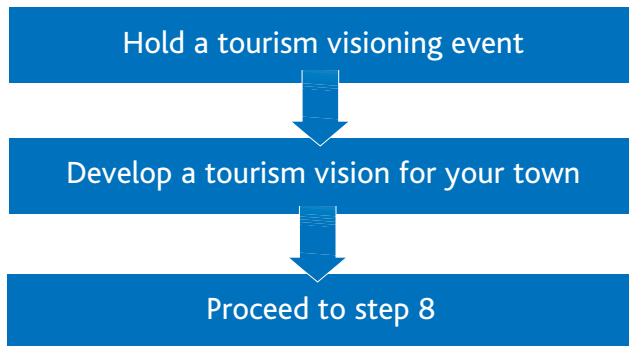 Hold a tourism visioning event
Develop a tourism vision for your town
Proceed to step 8